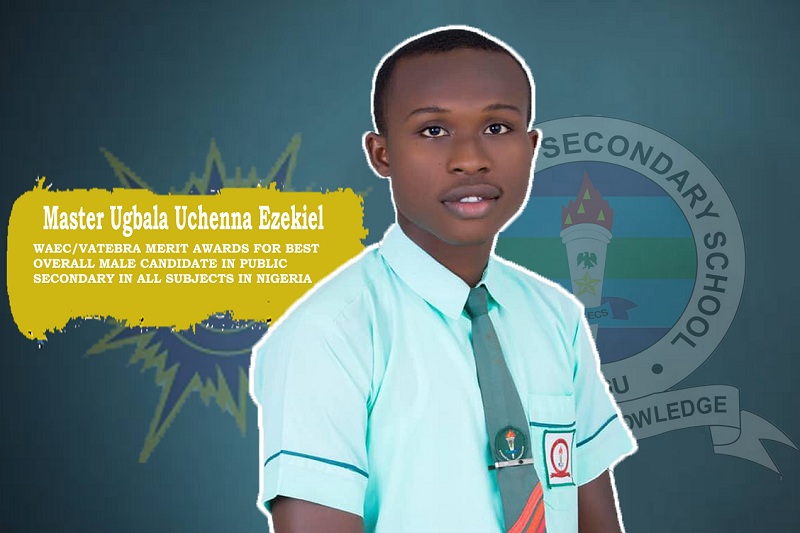 Master Ugbala Uchenna Ezekiel
WAEC/VATEBRA MERIT AWARDS FOR BEST
OVERALL MALE CANDIDATE IN PUBLIC
SECONDARY IN ALL SUBJECTS IN NIGERIA
SECONDARY SCHOOL